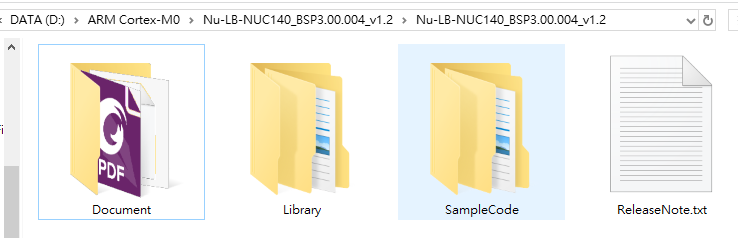 DATA (D:) > ARM Cortex-M0 > Nu-LB-NUC140_BSP3.00.004_v1.2 > Nu-LB-NUC140_BSP3.00.004_v1.2
PDF
Document
Library
SampleCode
ReleaseNote.txt